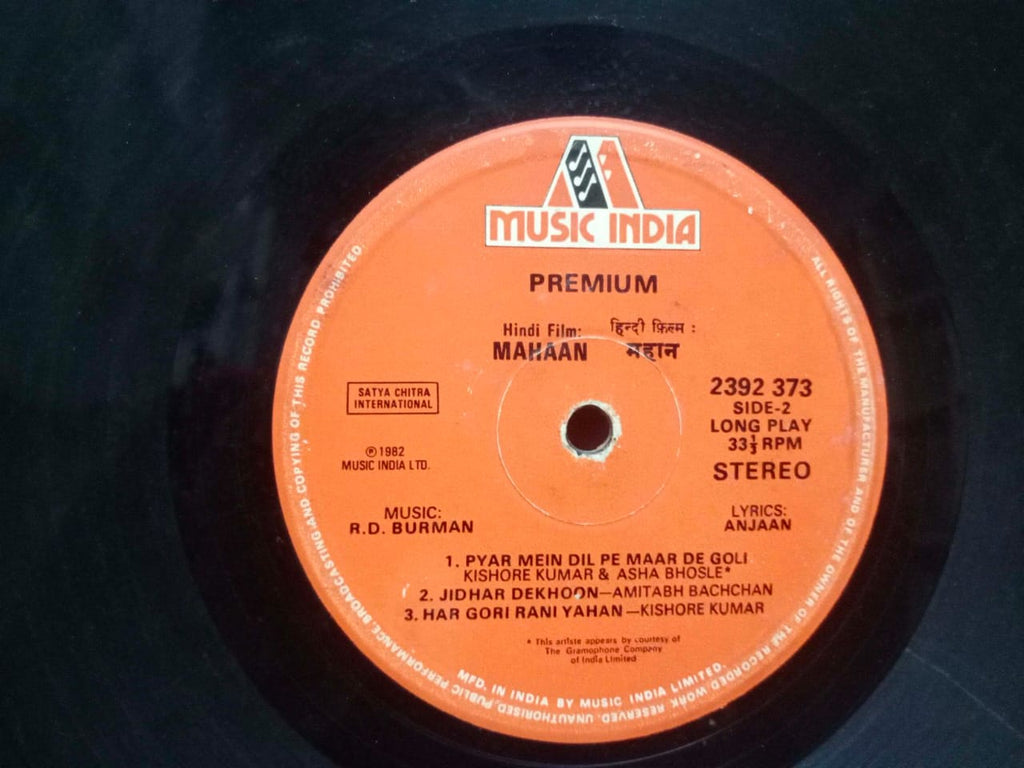 MUSIC INDIA
PREMIUM
Hindi Film: हिन्दी फ़िल्म :
MAHAAN महान
SATYA CHITRA
INTERNATIONAL
2392 373
SIDE-2
LONG PLAY
33⅓ RPM
STEREO
℗ 1982
MUSIC INDIA LTD.
MUSIC:
R.D. BURMAN
LYRICS:
ANJAAN
1. PYAR MEIN DIL PE MAAR DE GOLI
KISHORE KUMAR & ASHA BHOSLE*
2. JIDHAR DEKHOON—AMITABH BACHCHAN
3. HAR GORI RANI YAHAN—KISHORE KUMAR
* This artiste appears by courtesy of
The Gramophone Company
of India Limited
MFD. IN INDIA BY MUSIC INDIA LIMITED.
ALL RIGHTS OF THE MANUFACTURER AND OF THE OWNER OF THE RECORDED WORK RESERVED. UNAUTHORISED, PUBLIC PERFORMANCE, BROADCASTING AND COPYING OF THIS RECORD PROHIBITED